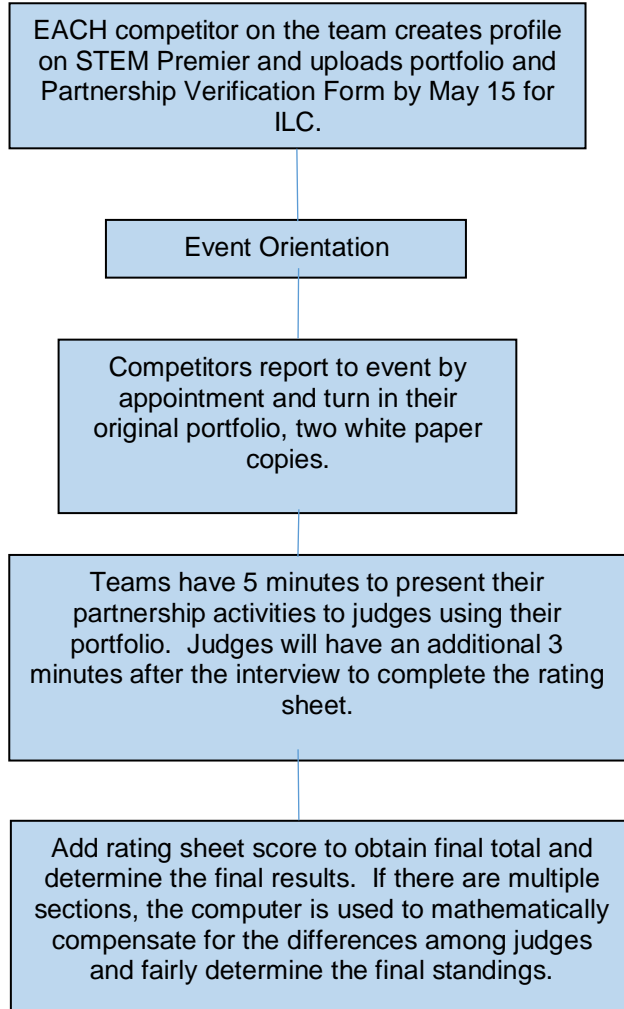 EACH competitor on the team creates profile
on STEM Premier and uploads portfolio and
Partnership Verification Form by May 15 for
ILC.
Event Orientation
Competitors report to event by
appointment and turn in their
original portfolio, two white paper
copies.
Teams have 5 minutes to present their
partnership activities to judges using their
portfolio.  Judges will have an additional 3
minutes after the interview to complete the rating
sheet.
Add rating sheet score to obtain final total and
determine the final results.  If there are multiple
sections, the computer is used to mathematically
compensate for the differences among judges
and fairly determine the final standings.